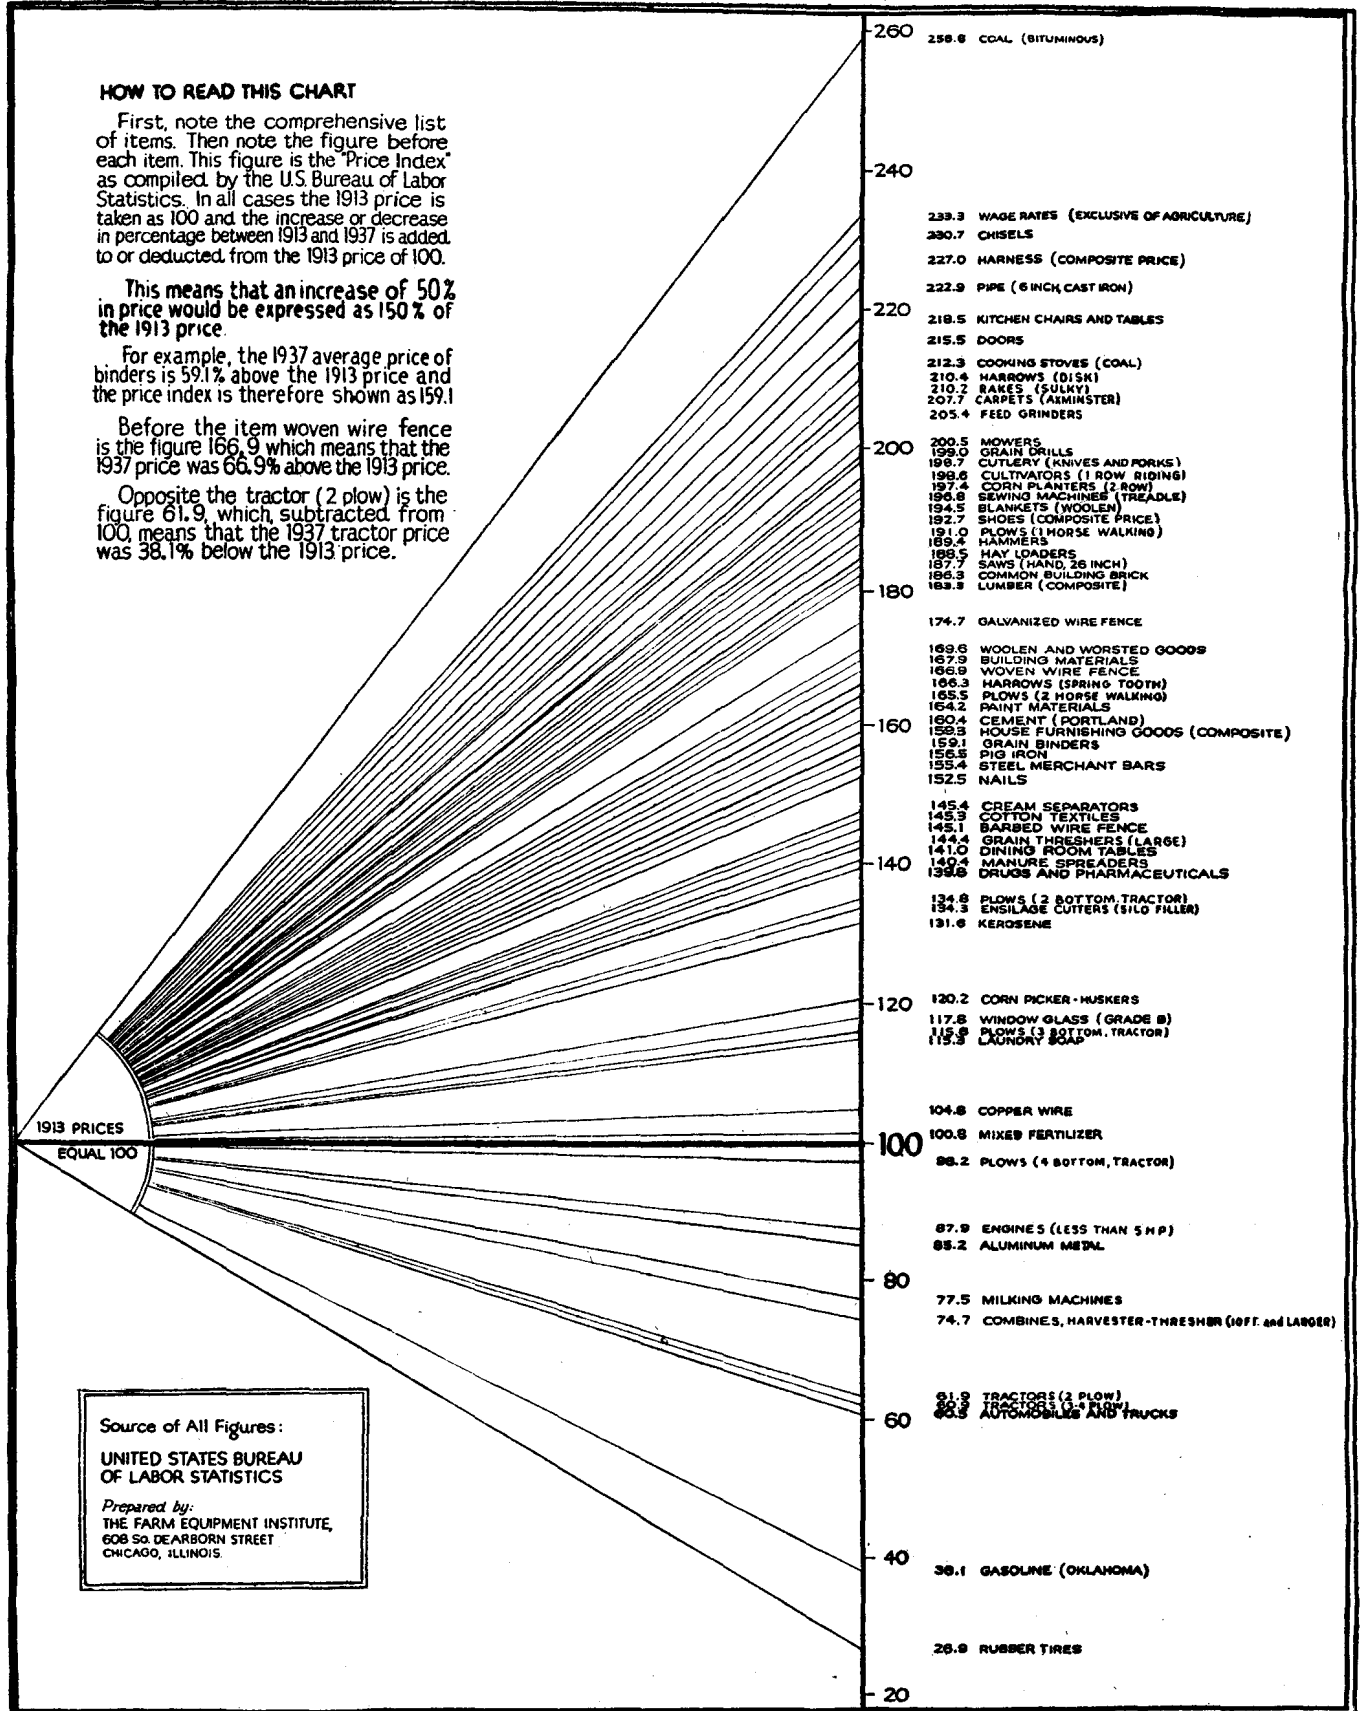 HOW TO READ THIS CHART
First, note the comprehensive list
of items. Then note the figure before
each item. This figure is the "Price Index"
as compiled by the U.S. Bureau of Labor
Statistics. In all cases the 1913 price is
taken as 100 and the increase or decrease
in percentage between 1913 and 1937 is added
to or deducted from the 1913 price of 100.
This means that an increase of 50%
in price would be expressed as 150% of
the 1913 price.
For example, the 1937 average price of
binders is 59.1% above the 1913 price and
the price index is therefore shown as 159.1
Before the item woven wire fence
is the figure 166.9 which means that the
1937 price was 66.9% above the 1913 price.
Opposite the tractor (2 plow) is the
figure 61.9, which, subtracted from
100, means that the 1937 tractor price
was 38.1% below the 1913 price.
1913 PRICES
EQUAL 100
Source of All Figures:
UNITED STATES BUREAU
OF LABOR STATISTICS
Prepared by:
THE FARM EQUIPMENT INSTITUTE,
608 SO. DEARBORN STREET
CHICAGO, ILLINOIS.
260
240
220
200
180
160
140
120
100
80
60
40
20
258.8 COAL (BITUMINOUS)
233.3 WAGE RATES (EXCLUSIVE OF AGRICULTURE)
230.7 CHISELS
227.0 HARNESS (COMPOSITE PRICE)
222.9 PIPE (6 INCH, CAST IRON)
218.5 KITCHEN CHAIRS AND TABLES
215.5 DOORS
212.3 COOKING STOVES (COAL)
210.4 HARROWS (DISK)
210.2 RAKES (SULKY)
207.7 CARPETS (AXMINSTER)
205.4 FEED GRINDERS
200.5 MOWERS
199.0 GRAIN DRILLS
198.7 CUTLERY (KNIVES AND FORKS)
198.6 CULTIVATORS (1 ROW RIDING)
197.4 CORN PLANTERS (2 ROW)
196.8 SEWING MACHINES (TREADLE)
194.5 BLANKETS (WOOLEN)
192.7 SHOES (COMPOSITE PRICE)
191.0 PLOWS (1 HORSE WALKING)
189.4 HAMMERS
188.5 HAY LOADERS
187.7 SAWS (HAND, 26 INCH)
186.3 COMMON BUILDING BRICK
183.3 LUMBER (COMPOSITE)
174.7 GALVANIZED WIRE FENCE
169.6 WOOLEN AND WORSTED GOODS
167.9 BUILDING MATERIALS
166.9 WOVEN WIRE FENCE
166.3 HARROWS (SPRING TOOTH)
165.5 PLOWS (2 HORSE WALKING)
164.2 PAINT MATERIALS
160.4 CEMENT (PORTLAND)
159.3 HOUSE FURNISHING GOODS (COMPOSITE)
159.1 GRAIN BINDERS
156.5 PIG IRON
155.4 STEEL MERCHANT BARS
152.5 NAILS
145.4 CREAM SEPARATORS
145.3 COTTON TEXTILES
145.1 BARBED WIRE FENCE
144.4 GRAIN THRESHERS (LARGE)
141.0 DINING ROOM TABLES
140.4 MANURE SPREADERS
139.8 DRUGS AND PHARMACEUTICALS
134.8 PLOWS (2 BOTTOM, TRACTOR)
134.3 ENSILAGE CUTTERS (SILO FILLER)
131.6 KEROSENE
120.2 CORN PICKER-HUSKERS
117.8 WINDOW GLASS (GRADE B)
115.8 PLOWS (3 BOTTOM, TRACTOR)
115.3 LAUNDRY SOAP
104.8 COPPER WIRE
100.8 MIXED FERTILIZER
98.2 PLOWS (4 BOTTOM, TRACTOR)
87.9 ENGINES (LESS THAN 5 H P)
85.2 ALUMINUM METAL
77.5 MILKING MACHINES
74.7 COMBINES, HARVESTER-THRESHER (10 FT. and LARGER)
61.9 TRACTORS (2 PLOW)
60.9 TRACTORS (3-4 PLOW)
60.5 AUTOMOBILES AND TRUCKS
38.1 GASOLINE (OKLAHOMA)
26.9 RUBBER TIRES